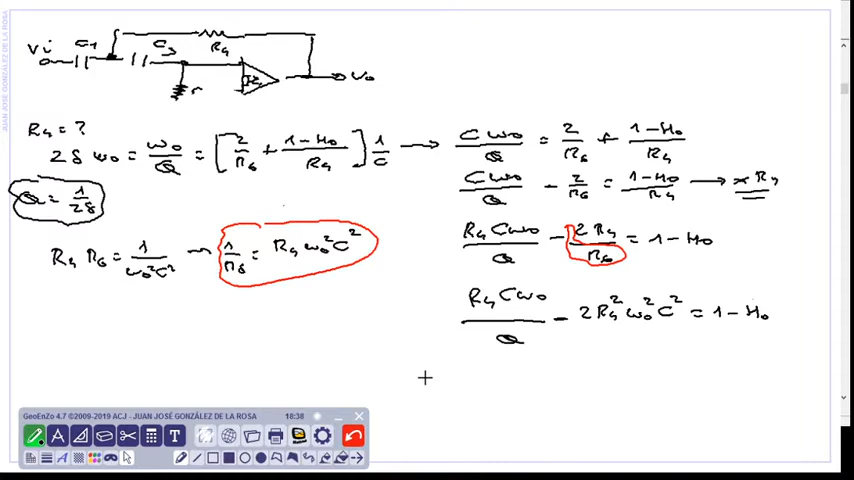 JUAN JOSÉ GONZÁLEZ DE LA ROSA
Vi
C1
C3
R4
r
K
Vo
R4 = ?
2δ ω0 = ω0/Q = [2/R6 + (1-H0)/R4] 1/C → Cω0/Q = 2/R6 + (1-H0)/R4
Cω0/Q - 2/R6 = (1-H0)/R4 → x R4
Q = 1/2δ
R4 R6 = 1/ω0²C² ~ 1/R6 = R4 ω0² C²
R4 C ω0/Q - 2R4/R6 = 1 - H0
R4 C ω0/Q - 2R4² ω0² C² = 1 - H0
GeoEnZo 4.7 ©2009-2019 ACJ - JUAN JOSÉ GONZÁLEZ DE LA ROSA
18:38